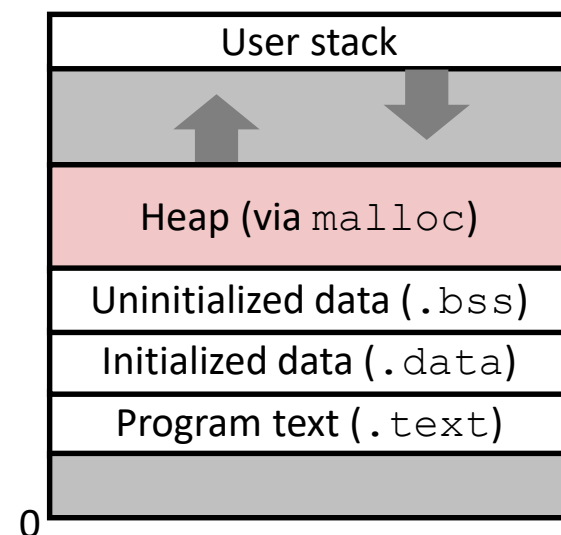 User stack
Heap (via malloc)
Uninitialized data (.bss)
Initialized data (.data)
Program text (.text)
0